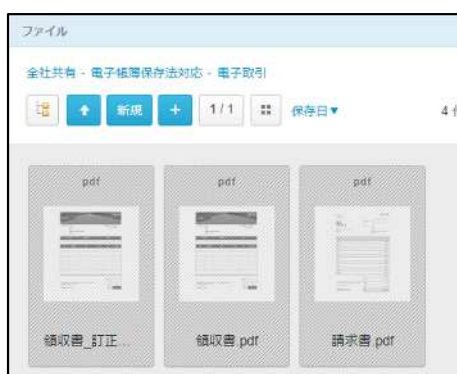 ファイル
全社共有 - 電子帳簿保存法対応 - 電子取引
新規 + 1/1 保存日▼ 4
pdf pdf pdf
領収書_訂正... 領収書.pdf 請求書.pdf